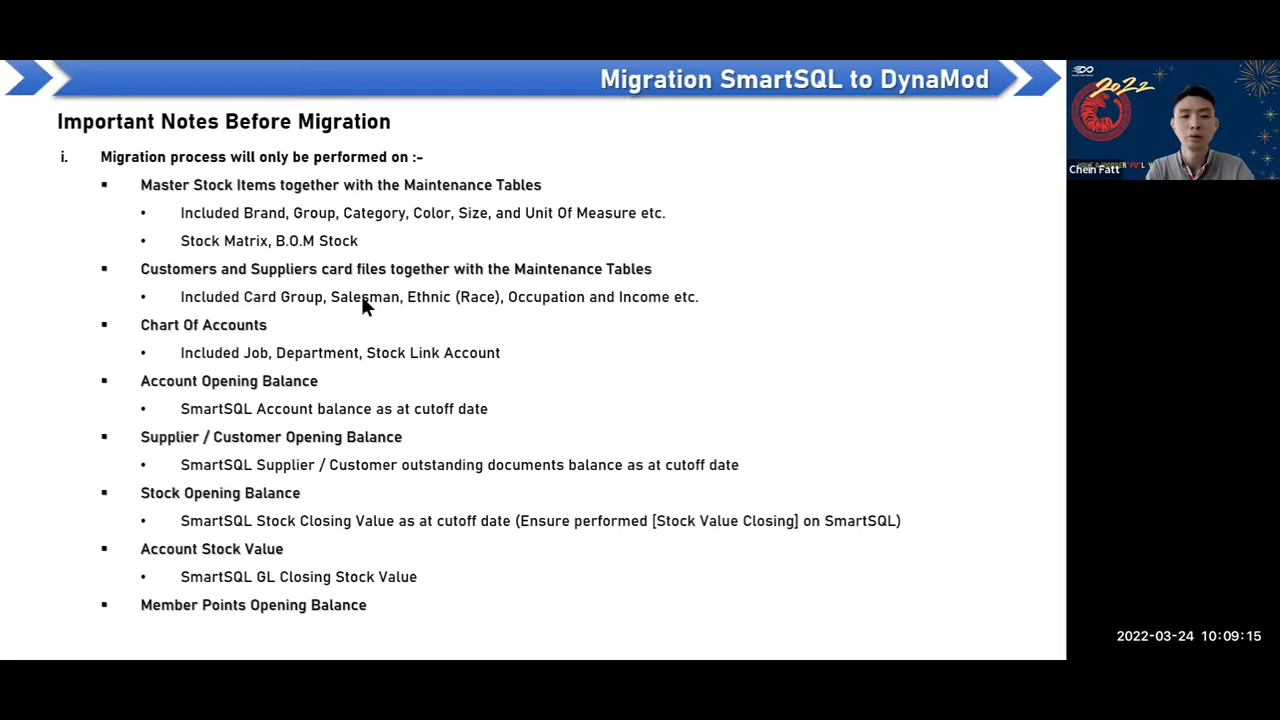 Migration SmartSQL to DynaMod
Important Notes Before Migration
i. Migration process will only be performed on :-
▪ Master Stock Items together with the Maintenance Tables
• Included Brand, Group, Category, Color, Size, and Unit Of Measure etc.
• Stock Matrix, B.O.M Stock
▪ Customers and Suppliers card files together with the Maintenance Tables
• Included Card Group, Salesman, Ethnic (Race), Occupation and Income etc.
▪ Chart Of Accounts
• Included Job, Department, Stock Link Account
▪ Account Opening Balance
• SmartSQL Account balance as at cutoff date
▪ Supplier / Customer Opening Balance
• SmartSQL Supplier / Customer outstanding documents balance as at cutoff date
▪ Stock Opening Balance
• SmartSQL Stock Closing Value as at cutoff date (Ensure performed [Stock Value Closing] on SmartSQL)
▪ Account Stock Value
• SmartSQL GL Closing Stock Value
▪ Member Points Opening Balance
2022
Chein Fatt
2022-03-24 10:09:15